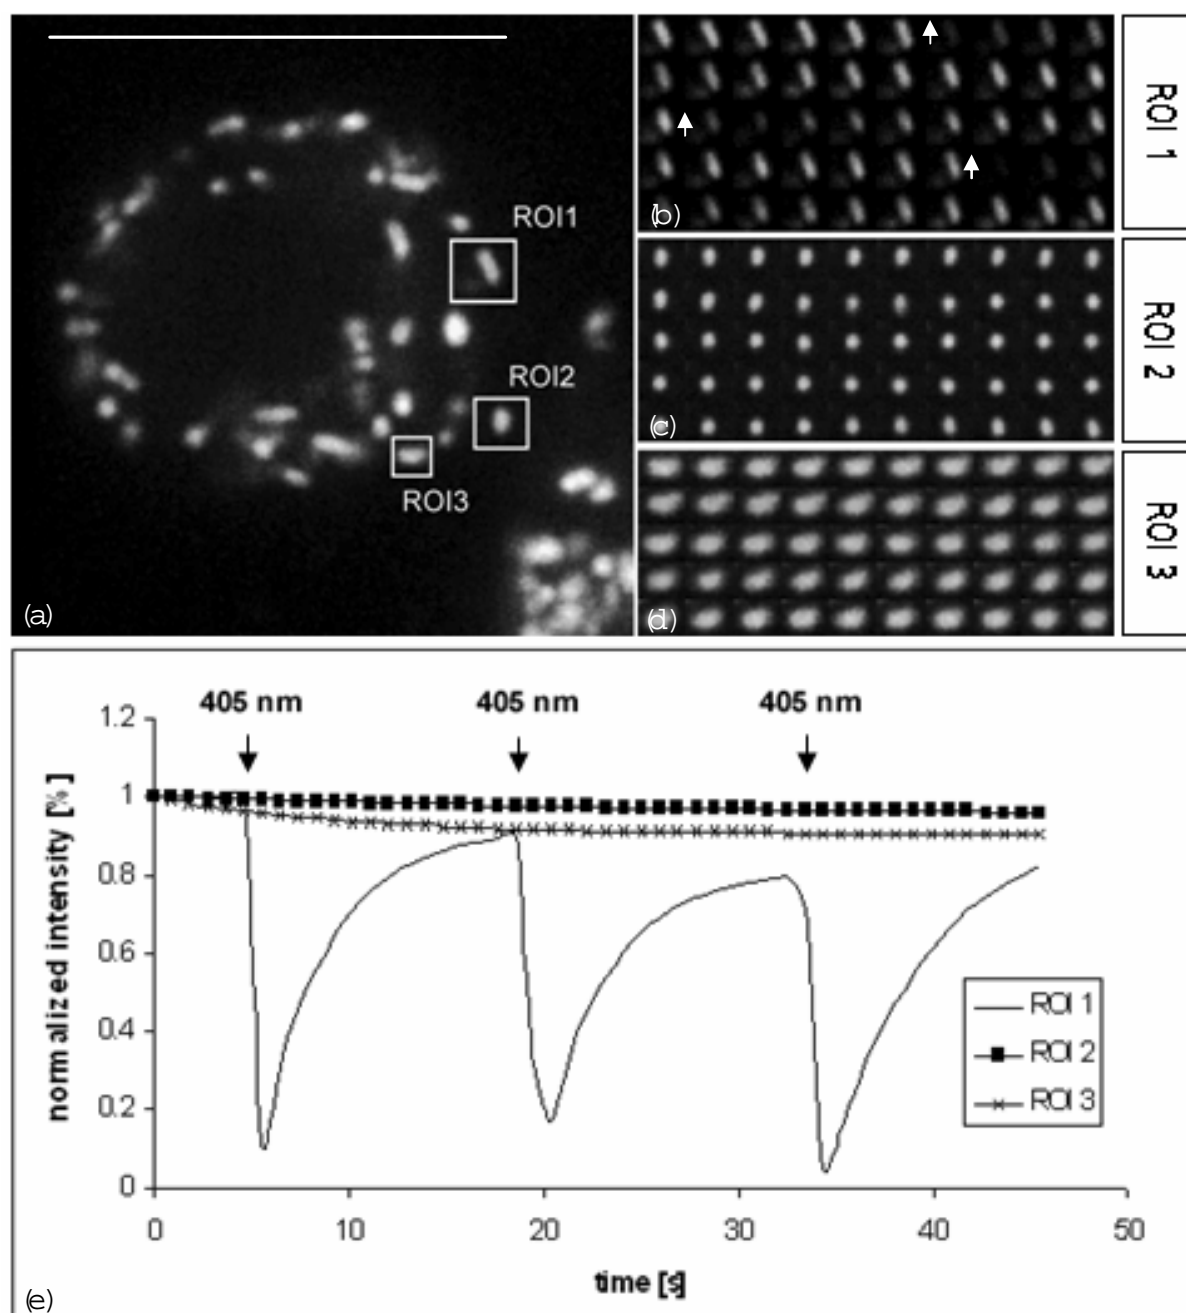 ROI1
ROI2
ROI3
(a)
(b)
ROI 1
(c)
ROI 2
(d)
ROI 3
405 nm 405 nm 405 nm
1.2
1
0.8
0.6
0.4
0.2
0
normalized intensity [%]
0 10 20 30 40 50
time [s]
ROI 1
ROI 2
ROI 3
(e)